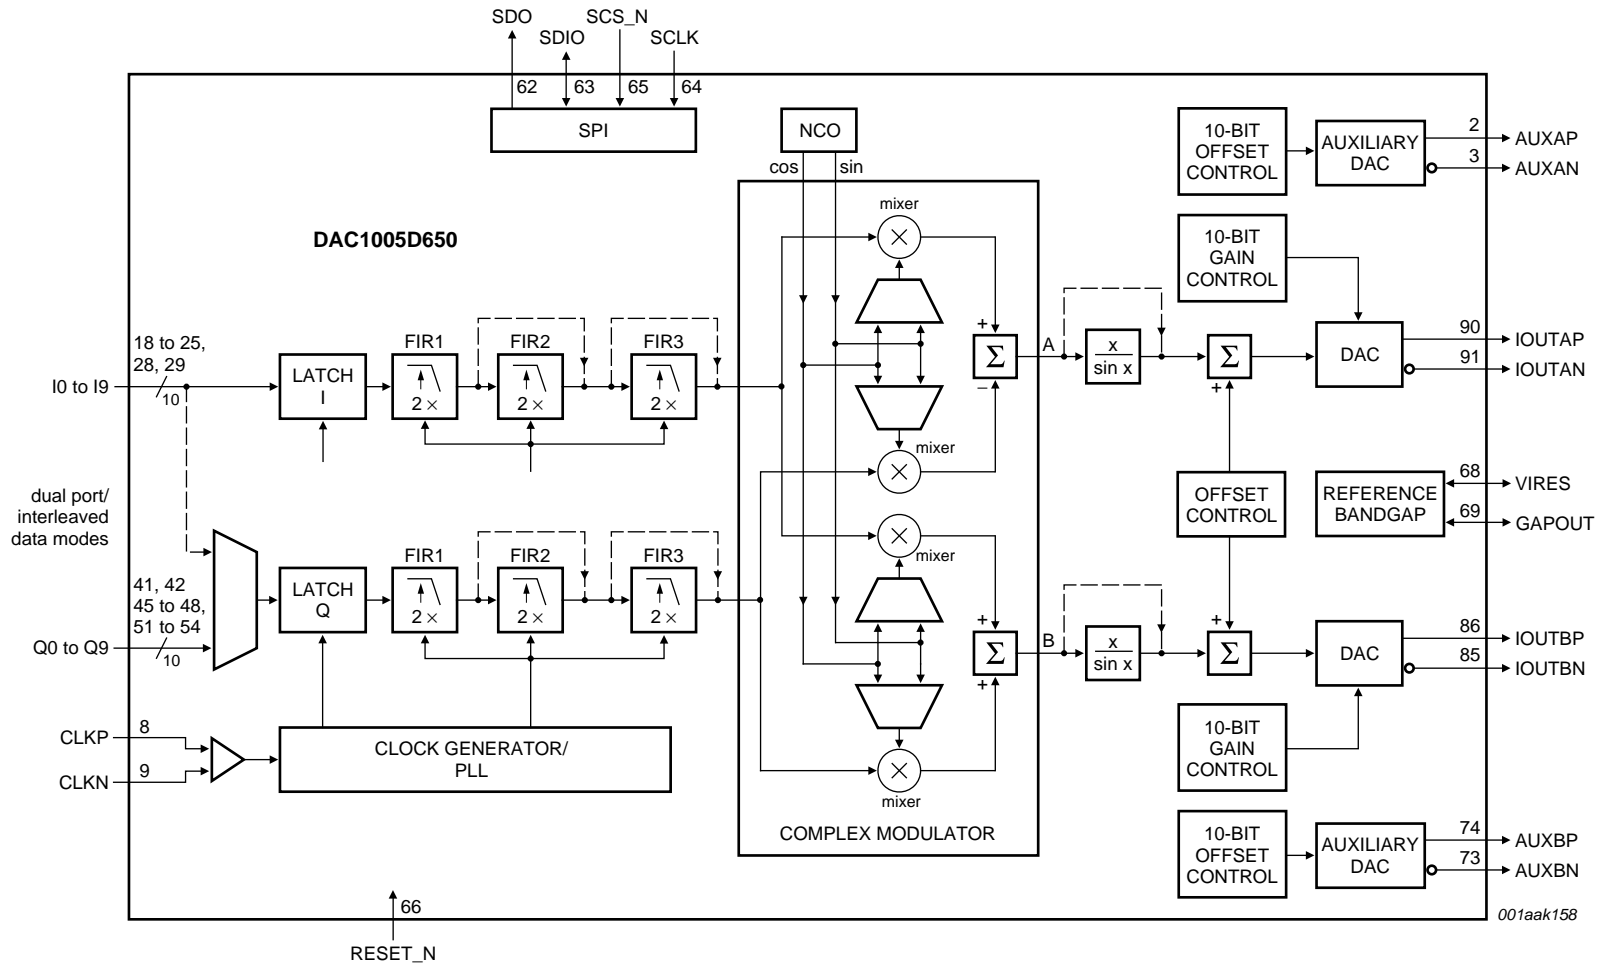 SDO
SDIO
SCS_N
SCLK
62
63
65
64
SPI
NCO
cos
sin
DAC1005D650
mixer
mixer
mixer
mixer
COMPLEX MODULATOR
18 to 25,
28, 29
I0 to I9
10
LATCH
I
FIR1
2 ×
FIR2
2 ×
FIR3
2 ×
dual port/
interleaved
data modes
41, 42
45 to 48,
51 to 54
Q0 to Q9
10
LATCH
Q
FIR1
2 ×
FIR2
2 ×
FIR3
2 ×
CLKP
8
CLKN
9
CLOCK GENERATOR/
PLL
66
RESET_N
+
Σ
−
A
x
sin x
Σ
+
+
Σ
+
B
x
sin x
+
Σ
10-BIT
OFFSET
CONTROL
AUXILIARY
DAC
2
AUXAP
3
AUXAN
10-BIT
GAIN
CONTROL
DAC
90
IOUTAP
91
IOUTAN
OFFSET
CONTROL
REFERENCE
BANDGAP
68
VIRES
69
GAPOUT
DAC
86
IOUTBP
85
IOUTBN
10-BIT
GAIN
CONTROL
10-BIT
OFFSET
CONTROL
AUXILIARY
DAC
74
AUXBP
73
AUXBN
001aak158